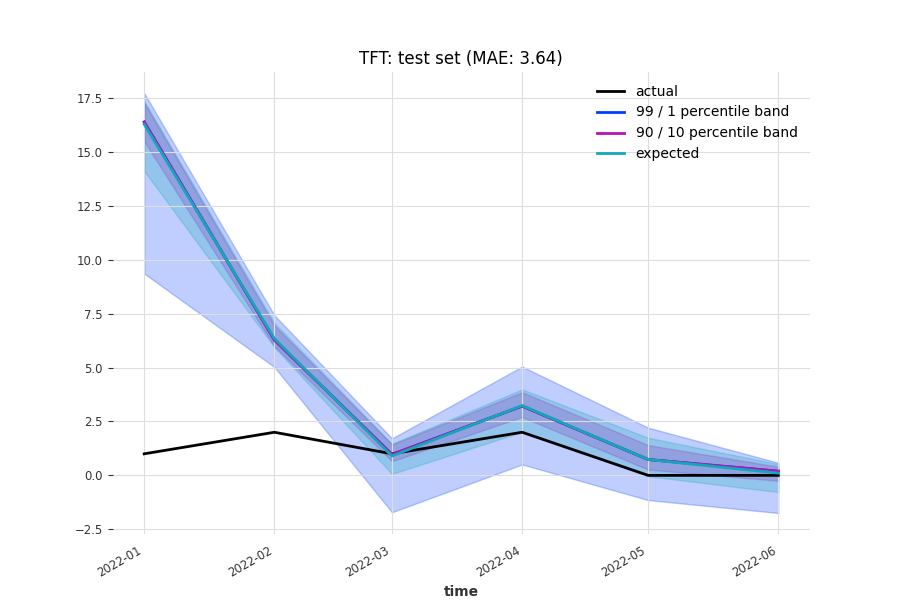 TFT: test set (MAE: 3.64)
actual
99 / 1 percentile band
90 / 10 percentile band
expected
17.5
15.0
12.5
10.0
7.5
5.0
2.5
0.0
−2.5
2022-01
2022-02
2022-03
2022-04
2022-05
2022-06
time